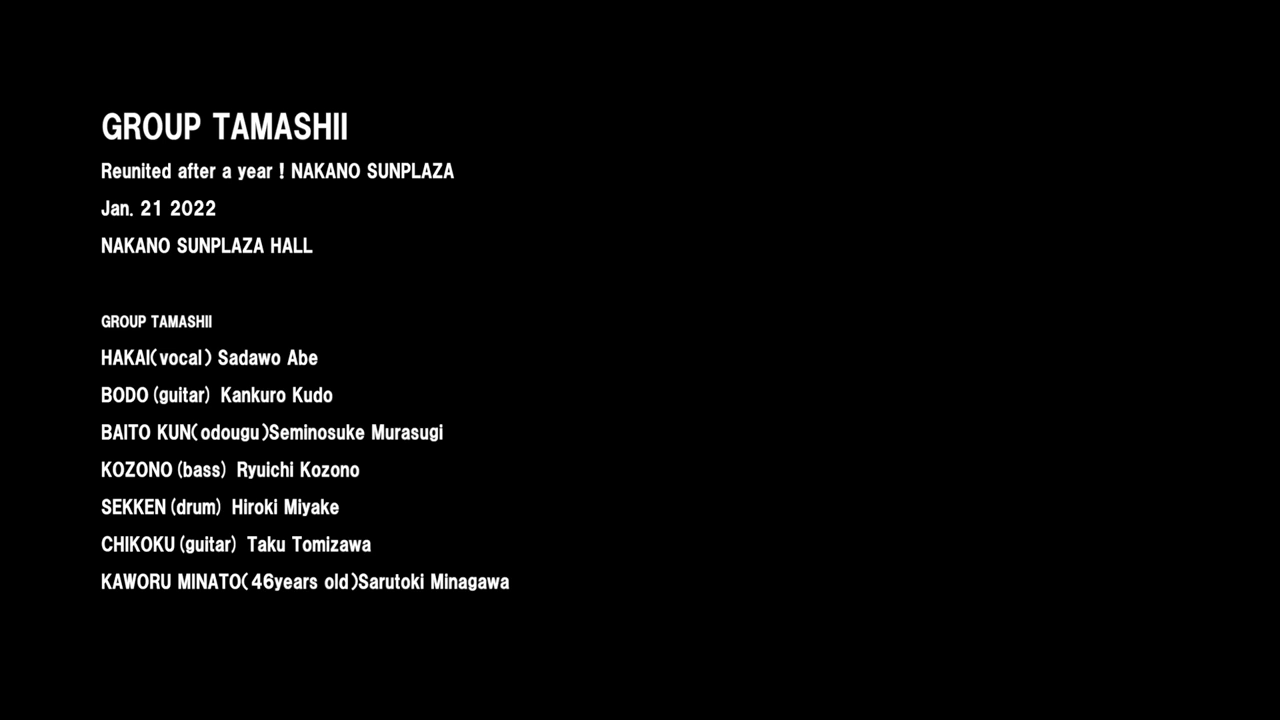 GROUP TAMASHII
Reunited after a year ! NAKANO SUNPLAZA
Jan. 21 2022
NAKANO SUNPLAZA HALL
GROUP TAMASHII
HAKAI(vocal) Sadawo Abe
BODO (guitar) Kankuro Kudo
BAITO KUN(odougu)Seminosuke Murasugi
KOZONO (bass) Ryuichi Kozono
SEKKEN (drum) Hiroki Miyake
CHIKOKU (guitar) Taku Tomizawa
KAWORU MINATO(46years old)Sarutoki Minagawa